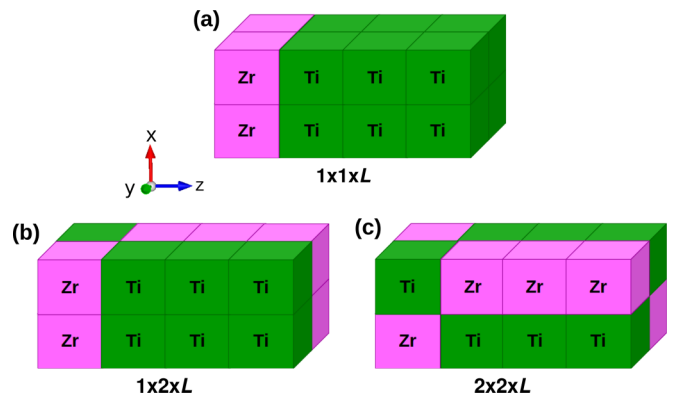 (a)
Zr Ti Ti Ti
Zr Ti Ti Ti
1x1xL
x
y z
(b)
Zr Ti Ti Ti
Zr Ti Ti Ti
1x2xL
(c)
Ti Zr Zr Zr
Zr Ti Ti Ti
2x2xL